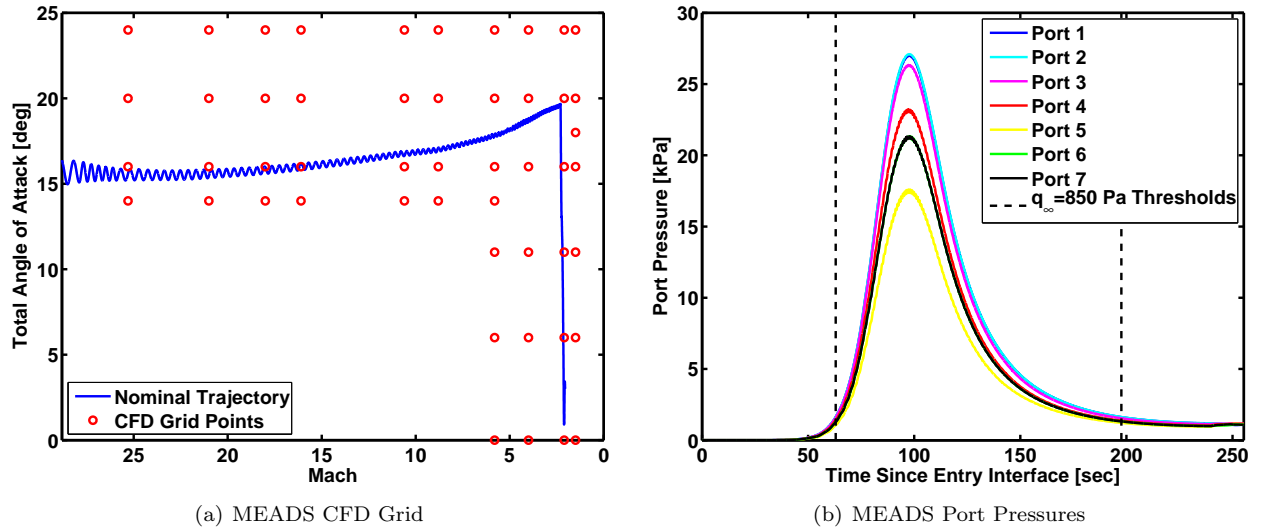 25
20
15
10
5
0
25
20
15
10
5
0
Total Angle of Attack [deg]
Mach
Nominal Trajectory
CFD Grid Points
(a) MEADS CFD Grid
30
25
20
15
10
5
0
0
50
100
150
200
250
Port Pressure [kPa]
Time Since Entry Interface [sec]
Port 1
Port 2
Port 3
Port 4
Port 5
Port 6
Port 7
q∞=850 Pa Thresholds
(b) MEADS Port Pressures